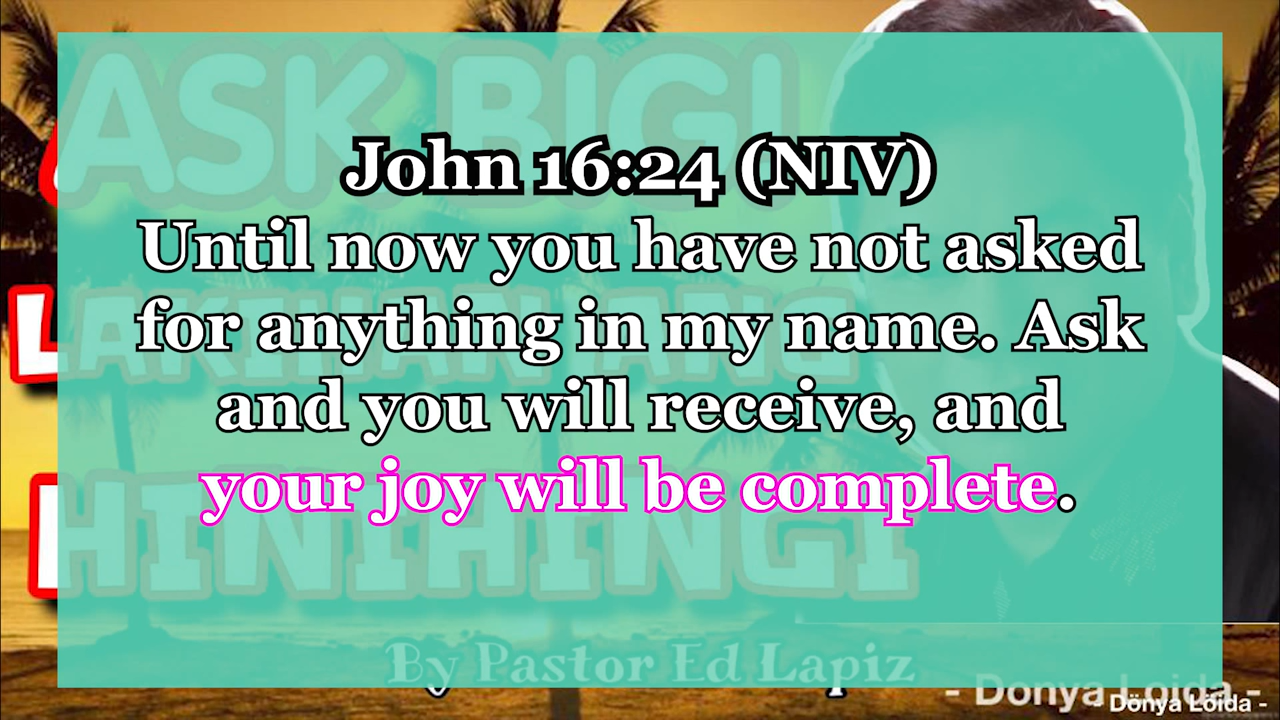 ASK BIG!
John 16:24 (NIV)
Until now you have not asked
for anything in my name. Ask
LAKIHAN ANG
and you will receive, and
your joy will be complete.
HINIHINGI
By Pastor Ed Lapiz
- Donya Loida -
- Donya Loida -